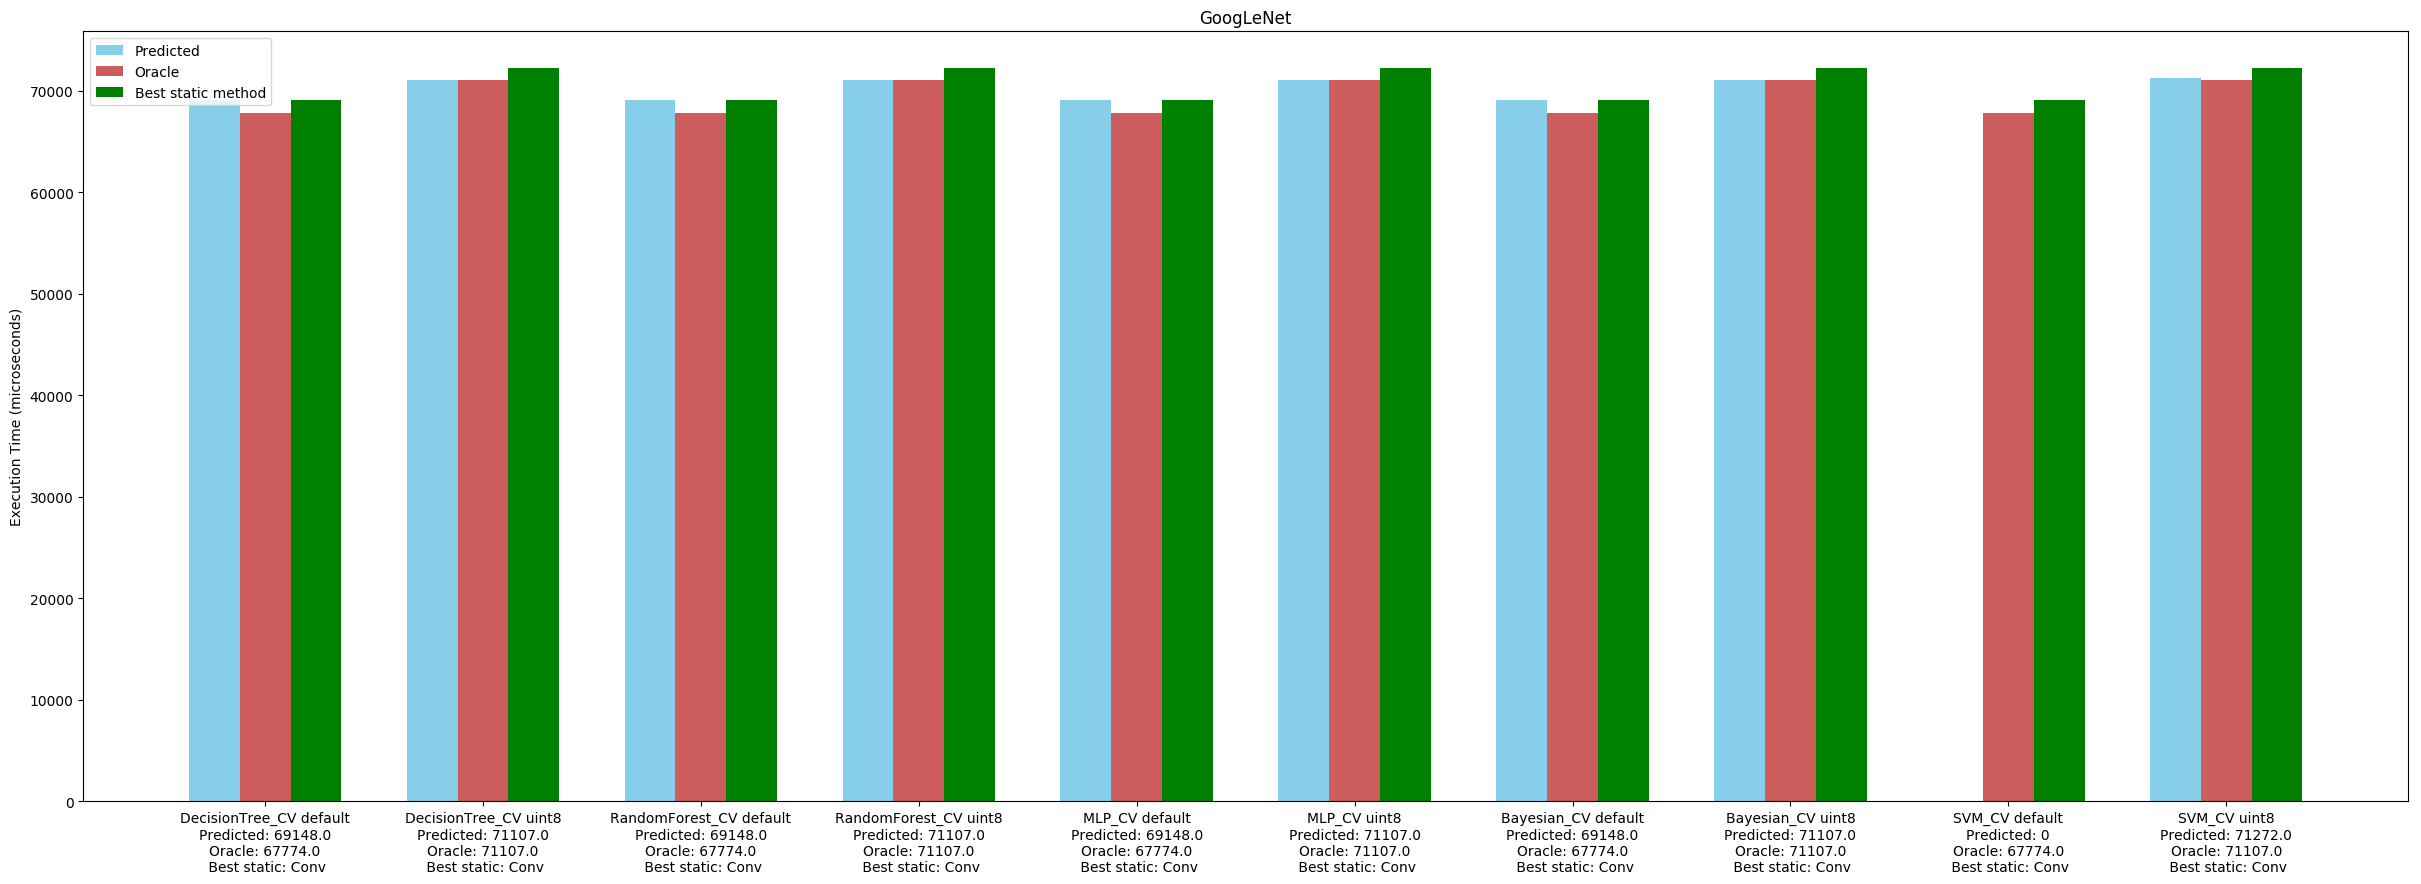 GoogLeNet
Predicted
Oracle
Best static method
Execution Time (microseconds)
70000
60000
50000
40000
30000
20000
10000
0
DecisionTree_CV default
Predicted: 69148.0
Oracle: 67774.0
Best static: Conv
DecisionTree_CV uint8
Predicted: 71107.0
Oracle: 71107.0
Best static: Conv
RandomForest_CV default
Predicted: 69148.0
Oracle: 67774.0
Best static: Conv
RandomForest_CV uint8
Predicted: 71107.0
Oracle: 71107.0
Best static: Conv
MLP_CV default
Predicted: 69148.0
Oracle: 67774.0
Best static: Conv
MLP_CV uint8
Predicted: 71107.0
Oracle: 71107.0
Best static: Conv
Bayesian_CV default
Predicted: 69148.0
Oracle: 67774.0
Best static: Conv
Bayesian_CV uint8
Predicted: 71107.0
Oracle: 71107.0
Best static: Conv
SVM_CV default
Predicted: 0
Oracle: 67774.0
Best static: Conv
SVM_CV uint8
Predicted: 71272.0
Oracle: 71107.0
Best static: Conv